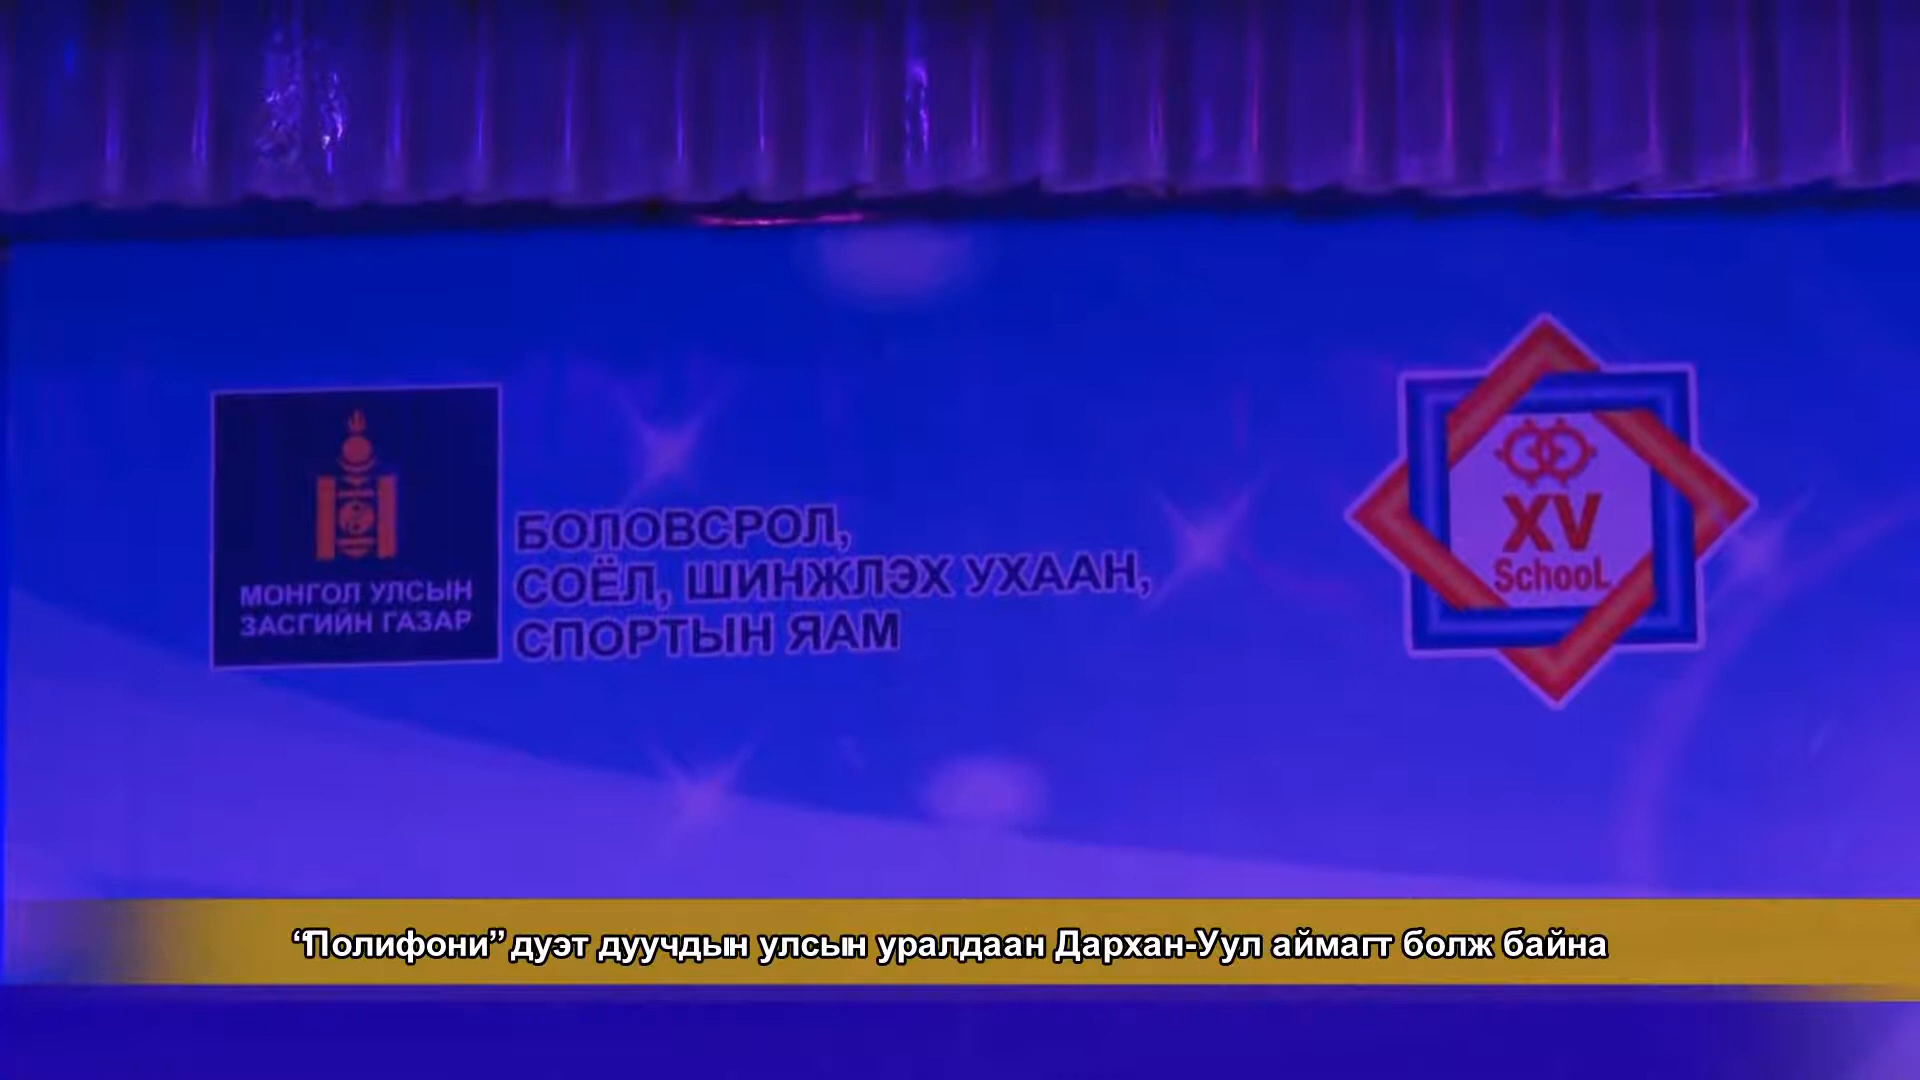 МОНГОЛ УЛСЫН
ЗАСГИЙН ГАЗАР
БОЛОВСРОЛ,
СОЁЛ, ШИНЖЛЭХ УХААН,
СПОРТЫН ЯАМ
XV
SchooL
“Полифони” дуэт дуучдын улсын уралдаан Дархан-Уул аймагт болж байна